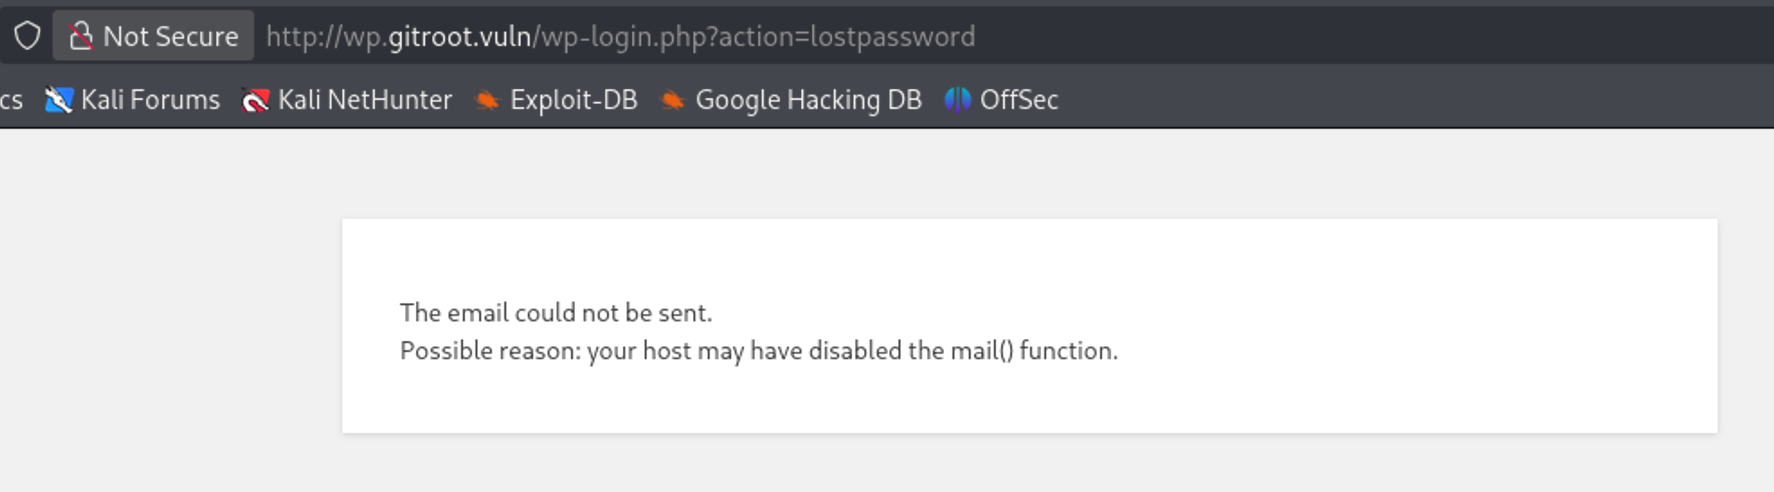 Not Secure http://wp.gitroot.vuln/wp-login.php?action=lostpassword
cs Kali Forums Kali NetHunter Exploit-DB Google Hacking DB OffSec
The email could not be sent.
Possible reason: your host may have disabled the mail() function.